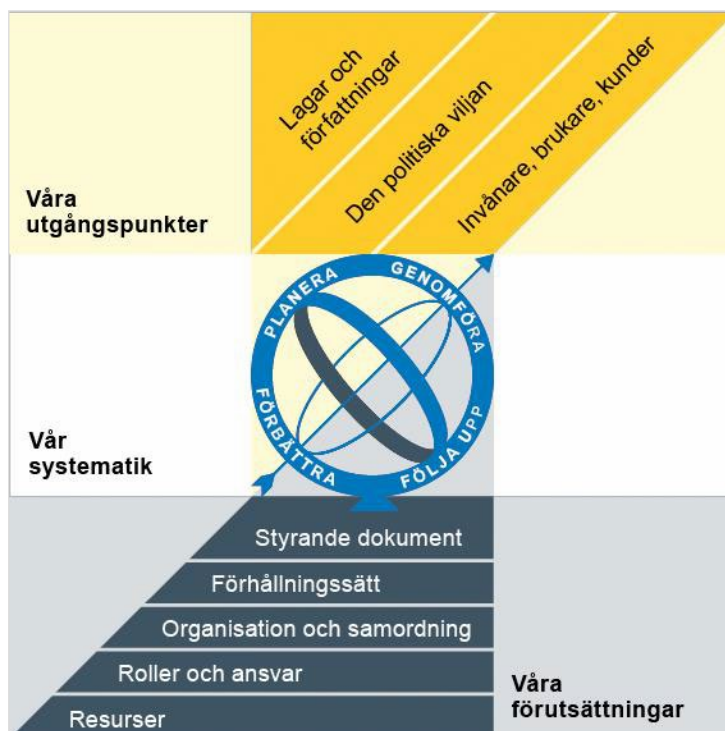 Lagar och
författningar
Den politiska viljan
Invånare, brukare, kunder
Våra
utgångspunkter
PLANERA
GENOMFÖRA
FÖLJA UPP
FÖRBÄTTRA
Vår
systematik
Styrande dokument
Förhållningssätt
Organisation och samordning
Roller och ansvar
Resurser
Våra
förutsättningar